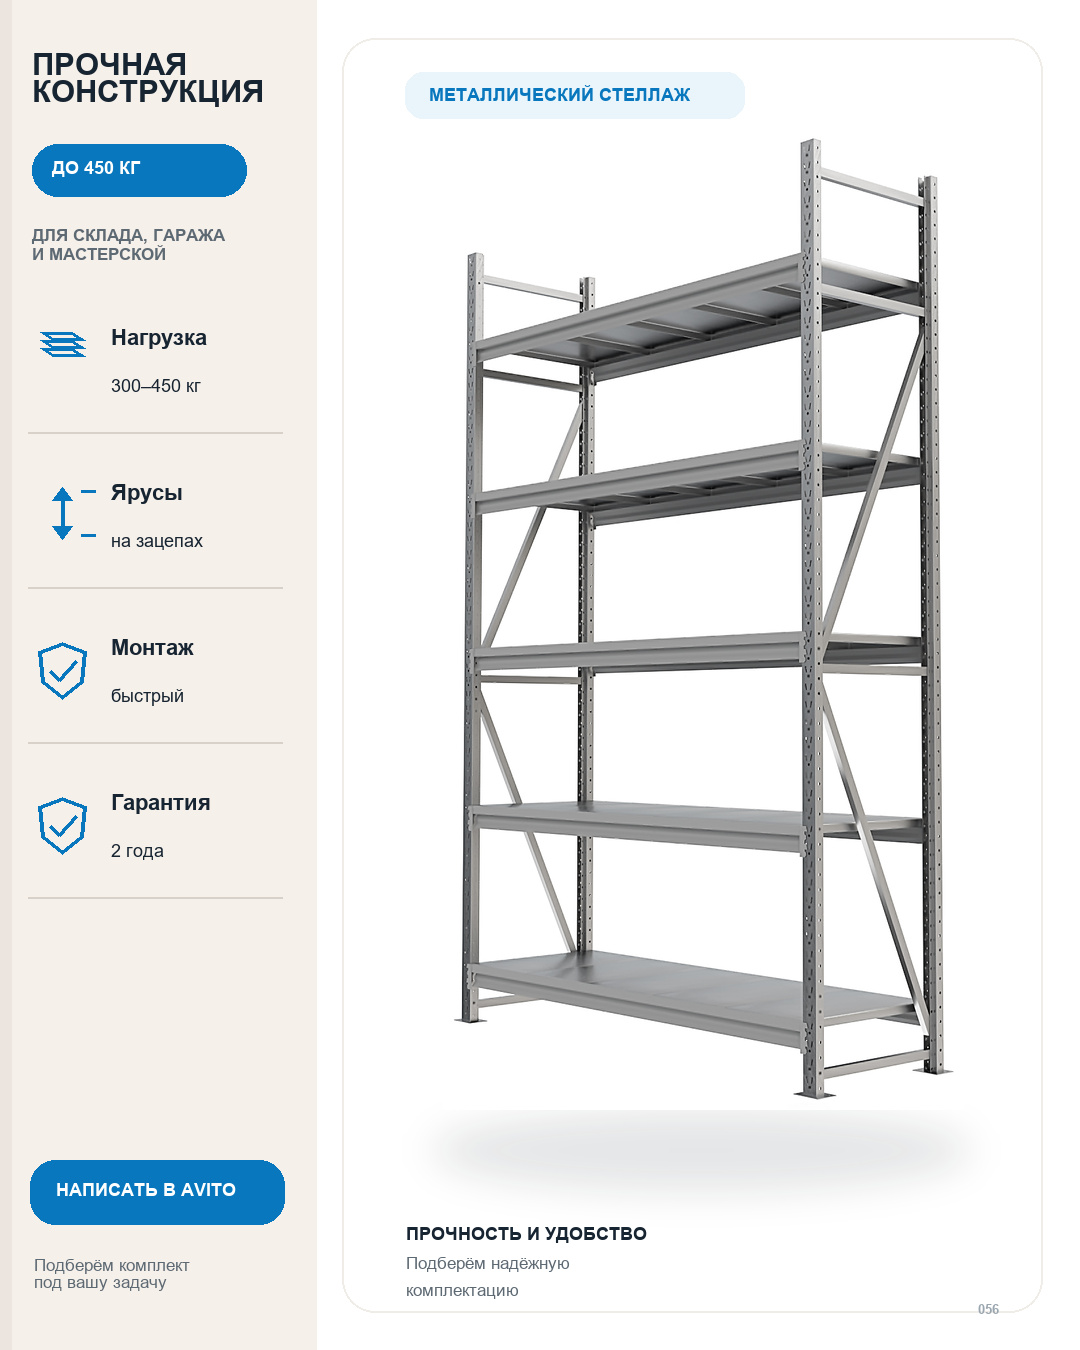 ПРОЧНАЯ
КОНСТРУКЦИЯ
ДО 450 КГ
ДЛЯ СКЛАДА, ГАРАЖА
И МАСТЕРСКОЙ
Нагрузка
300–450 кг
Ярусы
на зацепах
Монтаж
быстрый
Гарантия
2 года
НАПИСАТЬ В AVITO
Подберём комплект
под вашу задачу
МЕТАЛЛИЧЕСКИЙ СТЕЛЛАЖ
ПРОЧНОСТЬ И УДОБСТВО
Подберём надёжную
комплектацию
056